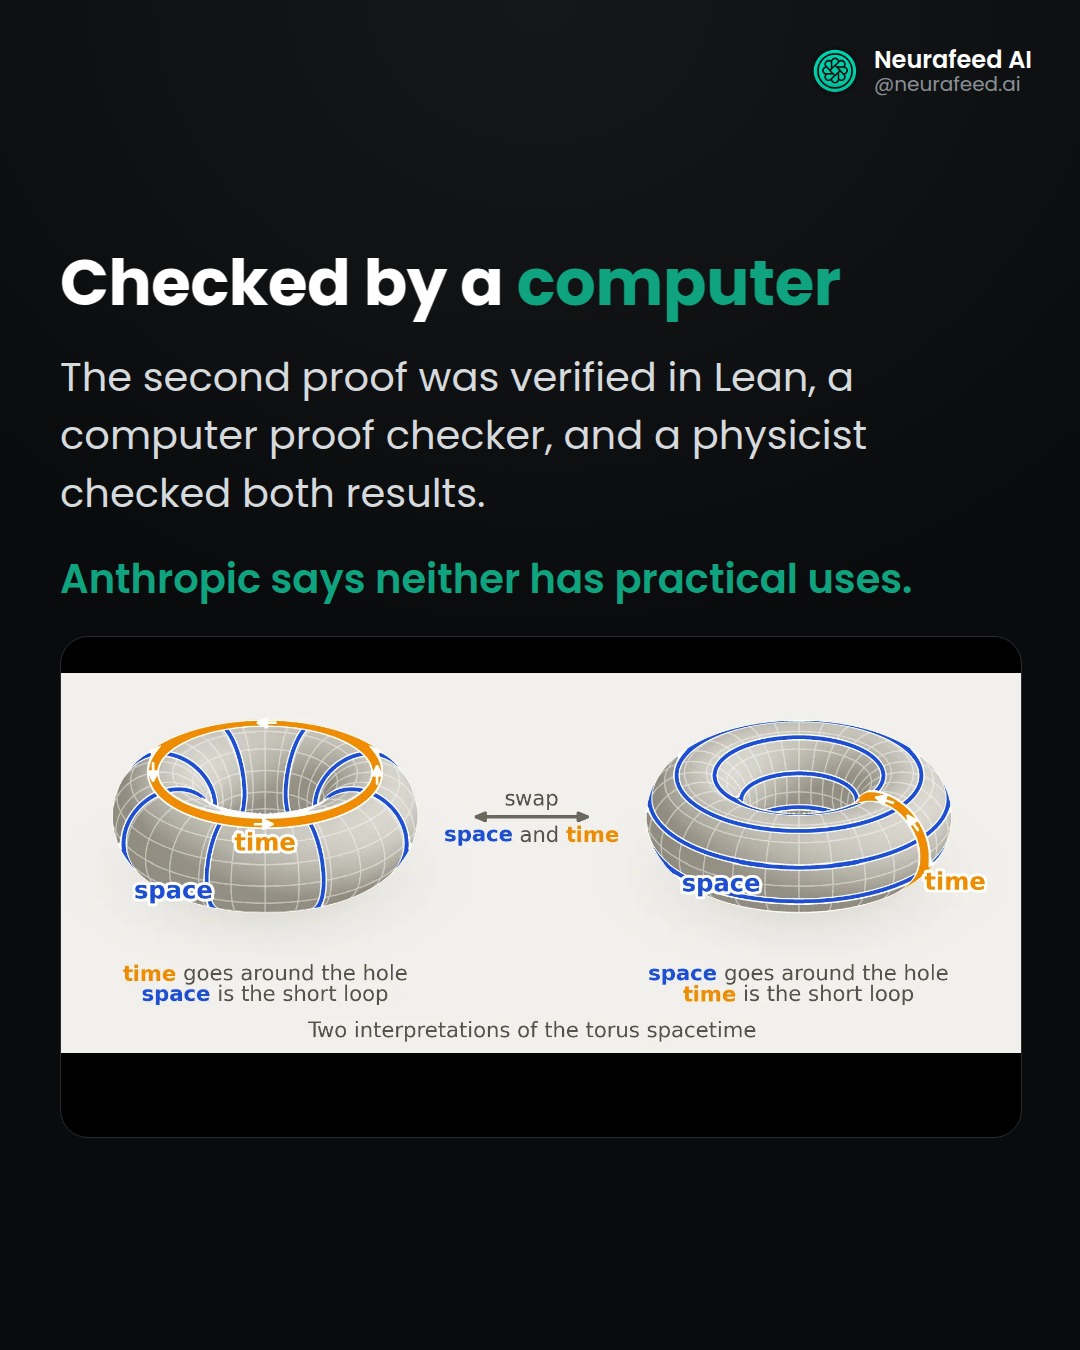 Neurafeed AI
@neurafeed.ai
Checked by a computer
The second proof was verified in Lean, a
computer proof checker, and a physicist
checked both results.
Anthropic says neither has practical uses.
time
space
swap
space and time
space
time
time goes around the hole
space is the short loop
space goes around the hole
time is the short loop
Two interpretations of the torus spacetime